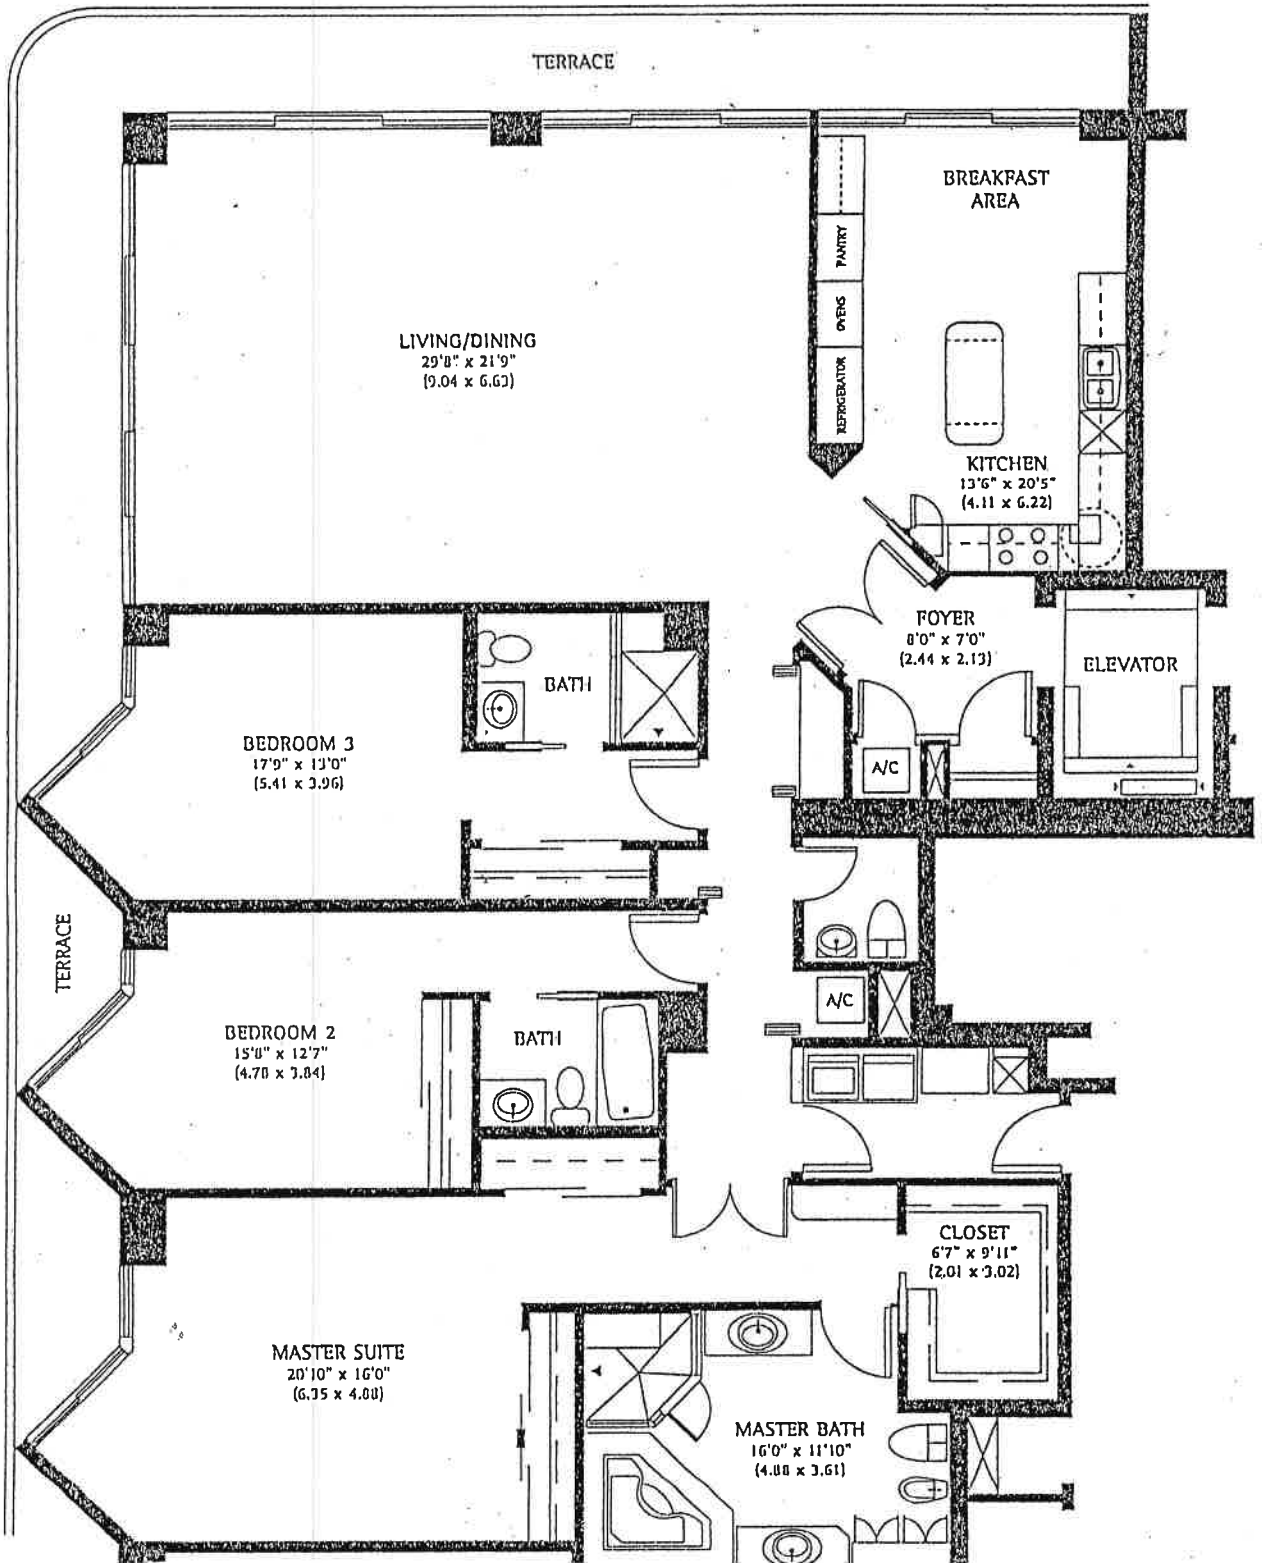 TERRACE
BREAKFAST
AREA
PANTRY
OVENS
REFRIGERATOR
LIVING/DINING
29'8" x 21'9"
(9.04 x 6.63)
KITCHEN
13'6" x 20'5"
(4.11 x 6.22)
FOYER
8'0" x 7'0"
(2.44 x 2.13)
ELEVATOR
BATH
BEDROOM 3
17'9" x 13'0"
(5.41 x 3.96)
A/C
TERRACE
A/C
BEDROOM 2
15'8" x 12'7"
(4.78 x 3.84)
BATH
CLOSET
6'7" x 9'11"
(2.01 x 3.02)
MASTER SUITE
20'10" x 16'0"
(6.35 x 4.88)
MASTER BATH
16'0" x 11'10"
(4.88 x 3.61)